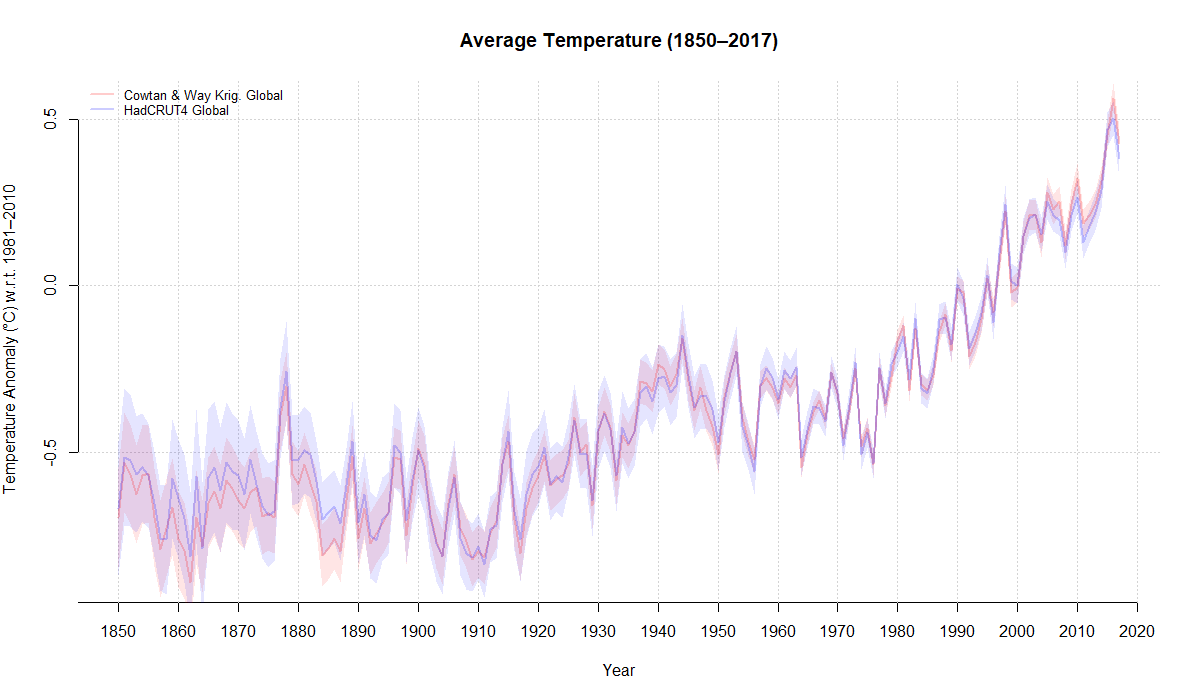 Average Temperature (1850–2017)
Cowtan & Way Krig. Global
HadCRUT4 Global
Temperature Anomaly (ºC) w.r.t. 1981–2010
0.5
0.0
-0.5
1850 1860 1870 1880 1890 1900 1910 1920 1930 1940 1950 1960 1970 1980 1990 2000 2010 2020
Year